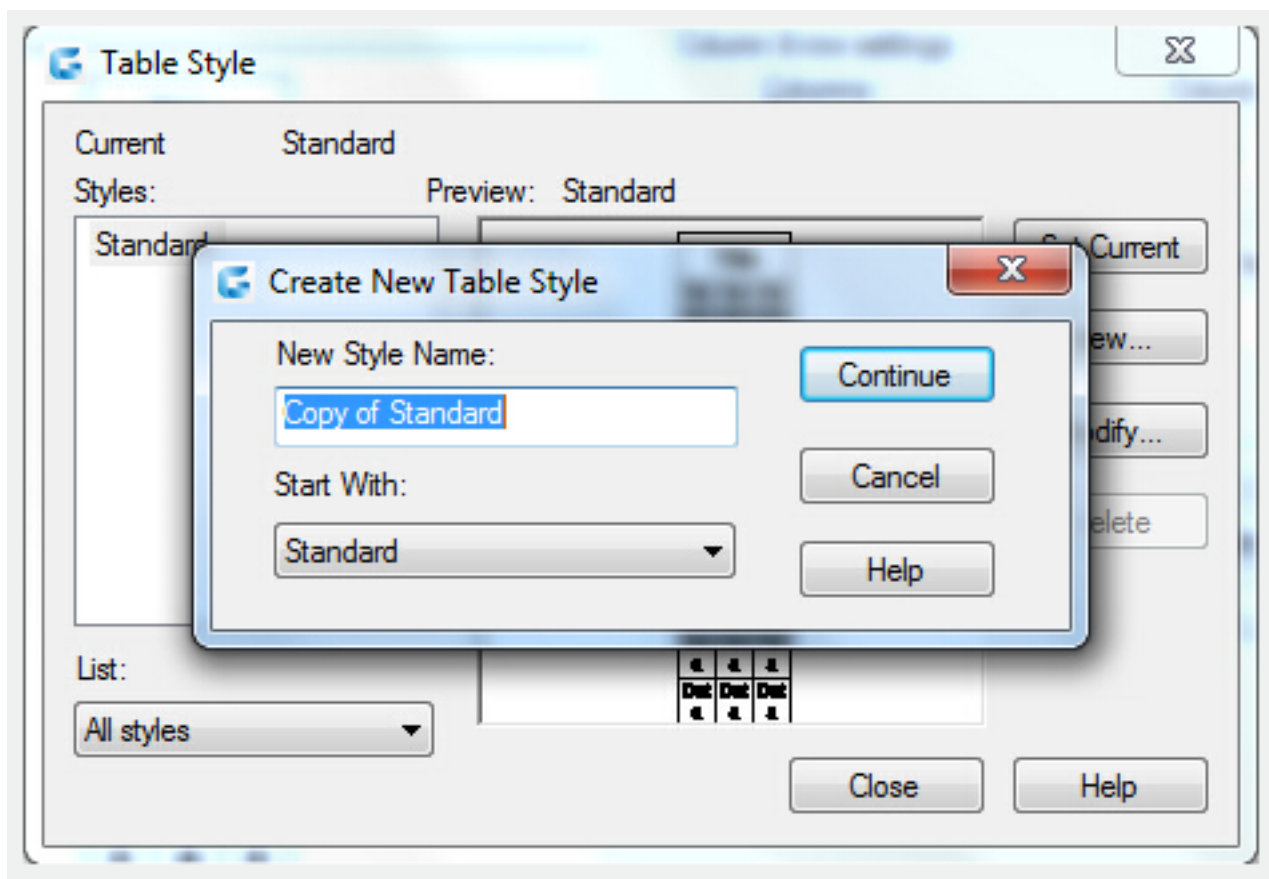 Table Style
Current Standard
Styles: Preview: Standard
Standard
Current
Create New Table Style
New Style Name:
Continue
Copy of Standard
Cancel
Start With:
Standard
Help
List:
All styles
Close Help